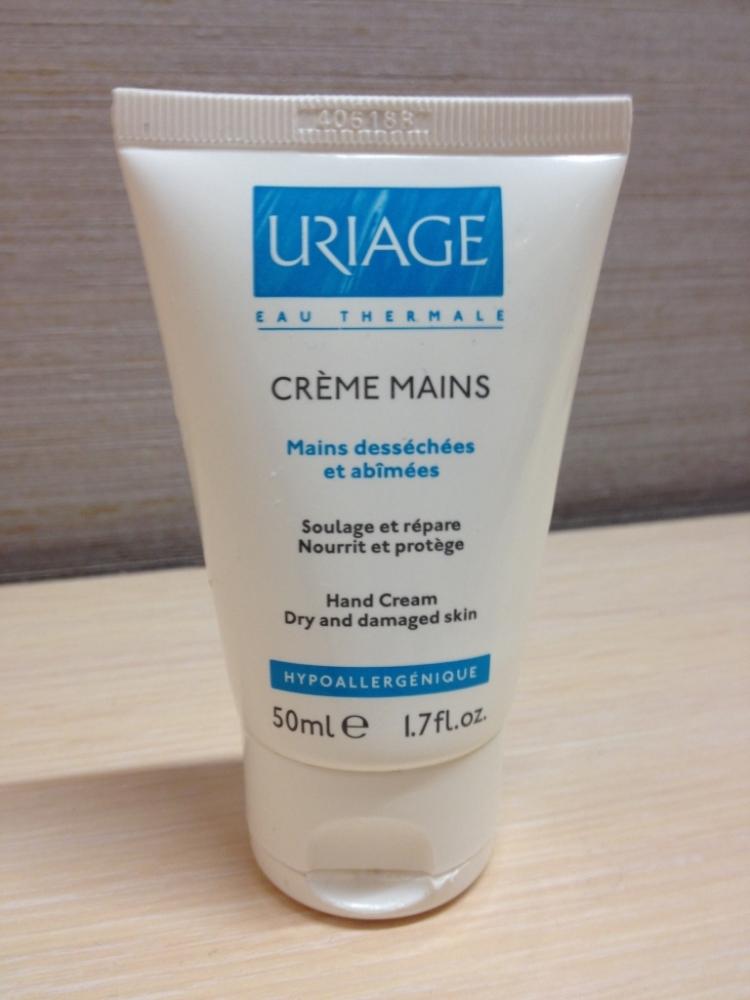 405188
URIAGE
EAU THERMALE
CRÈME MAINS
Mains desséchées
et abîmées
Soulage et répare
Nourrit et protège
Hand Cream
Dry and damaged skin
HYPOALLERGÉNIQUE
50ml ℮ 1.7fl.oz.